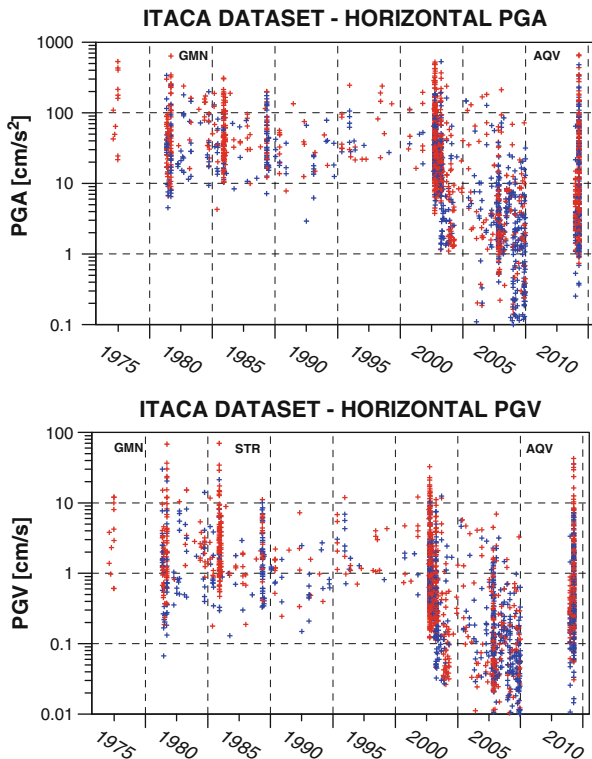 ITACA DATASET - HORIZONTAL PGA
PGA [cm/s²]
1000
100
10
1
0.1
GMN
AQV
1975
1980
1985
1990
1995
2000
2005
2010
ITACA DATASET - HORIZONTAL PGV
PGV [cm/s]
100
10
1
0.1
0.01
GMN
STR
AQV
1975
1980
1985
1990
1995
2000
2005
2010